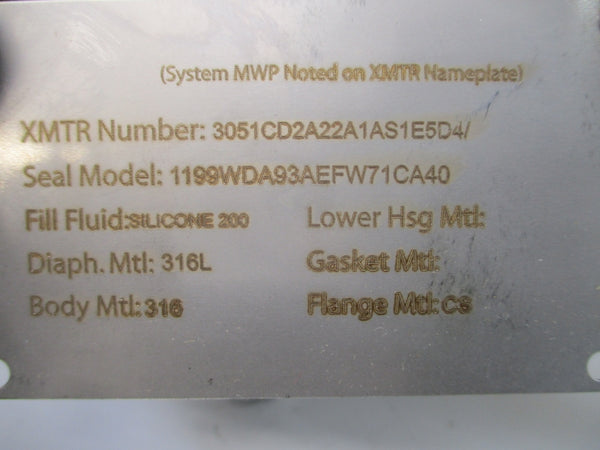 (System MWP Noted on XMTR Nameplate)
XMTR Number: 3051CD2A22A1AS1E5D4/
Seal Model: 1199WDA93AEFW71CA40
Fill Fluid:SILICONE 200 Lower Hsg Mtl:
Diaph. Mtl: 316L Gasket Mtl:
Body Mtl:316 Flange Mtl:CS